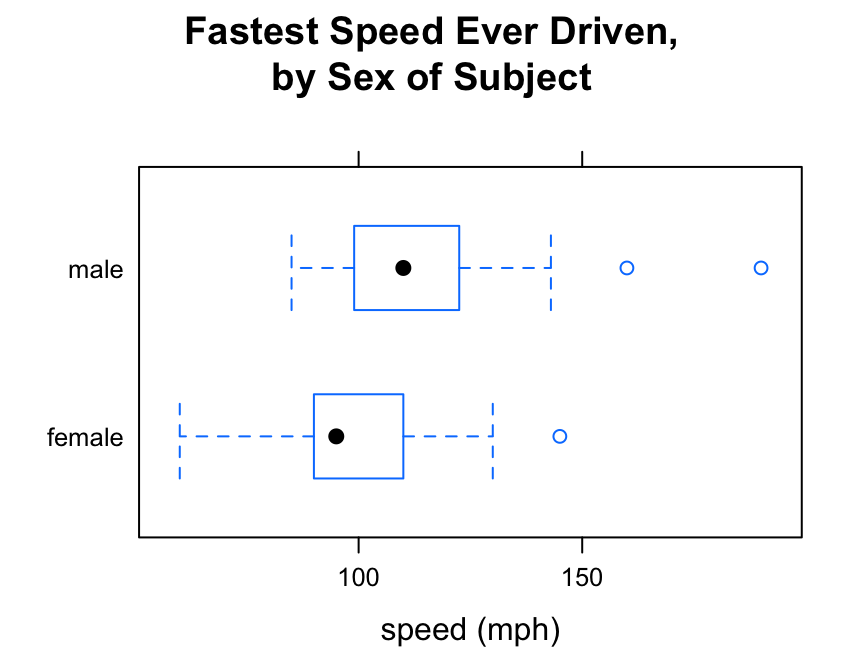 Fastest Speed Ever Driven,
by Sex of Subject
male
female
100
150
speed (mph)